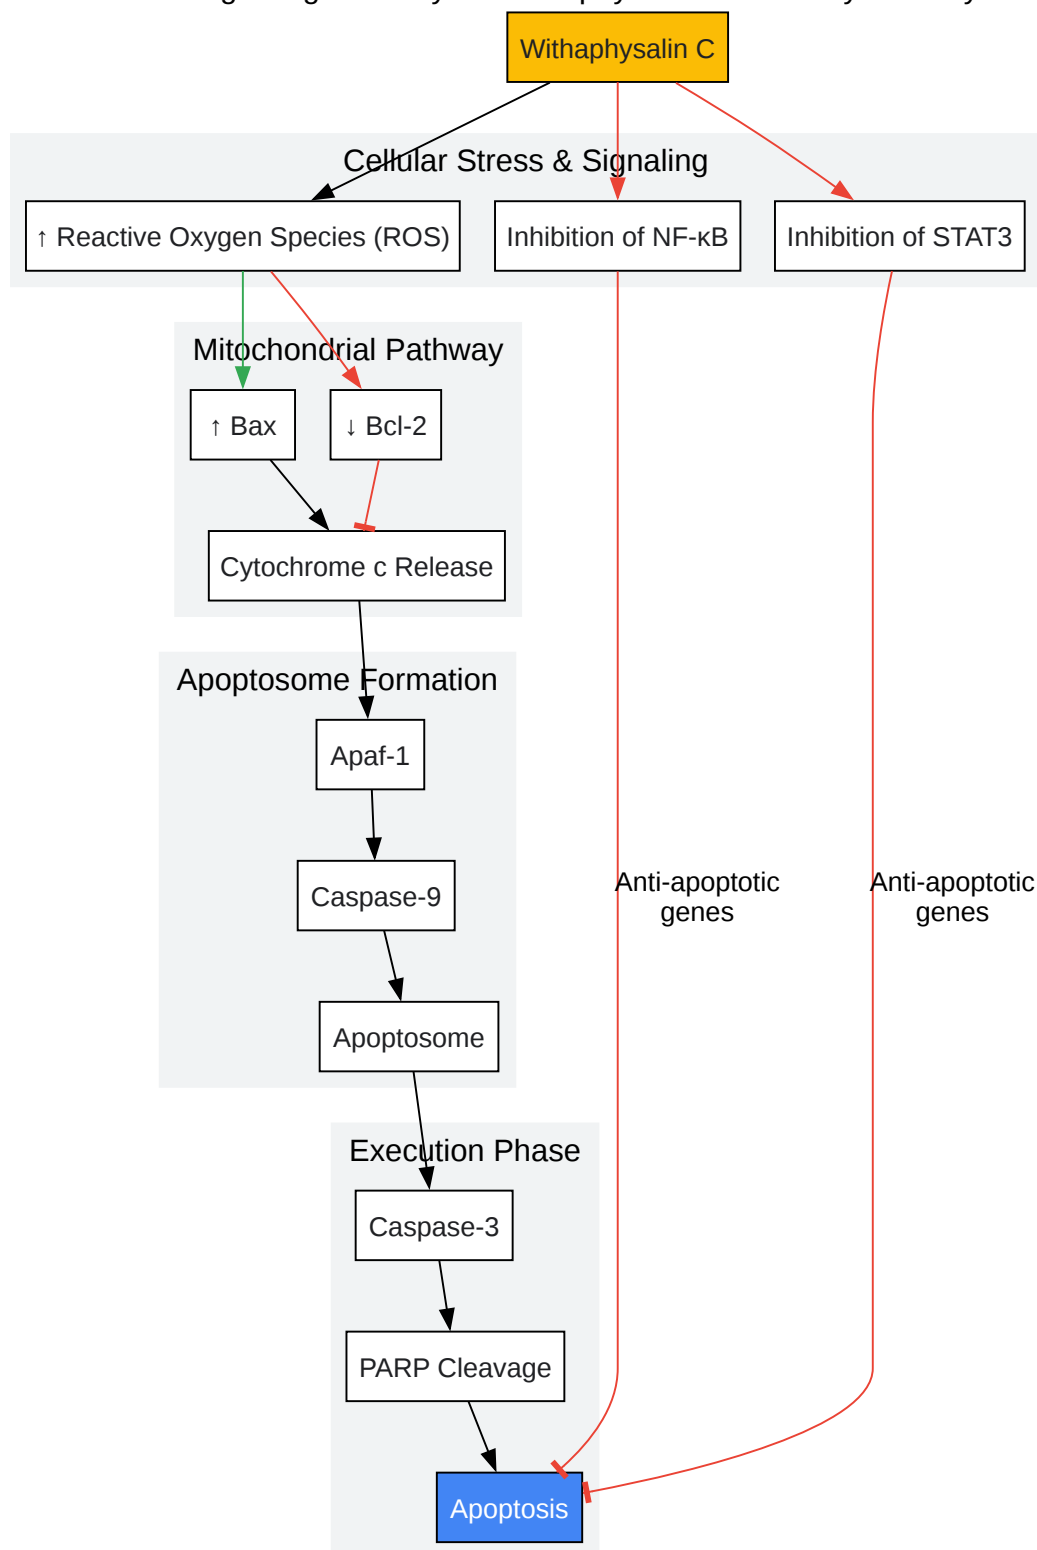 Withaphysalin C
Cellular Stress & Signaling
↑ Reactive Oxygen Species (ROS)
Inhibition of NF-κB
Inhibition of STAT3
Mitochondrial Pathway
↑ Bax
↓ Bcl-2
Cytochrome c Release
Apoptosome Formation
Apaf-1
Caspase-9
Anti-apoptotic
genes
Anti-apoptotic
genes
Apoptosome
Execution Phase
Caspase-3
PARP Cleavage
Apoptosis